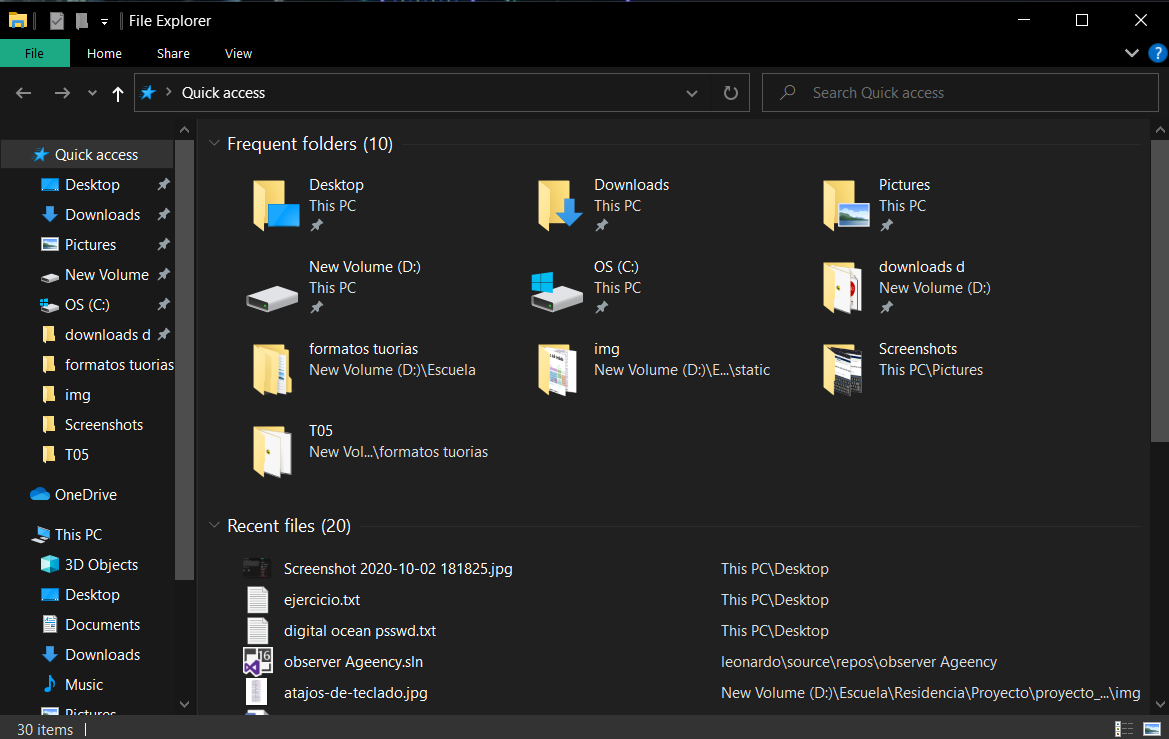 File Explorer
File Home Share View
?
Quick access
Search Quick access
Quick access
Desktop
Downloads
Pictures
New Volume
OS (C:)
downloads d
formatos tuorias
img
Screenshots
T05
OneDrive
This PC
3D Objects
Desktop
Documents
Downloads
Music
Pictures
Frequent folders (10)
Desktop
This PC
Downloads
This PC
Pictures
This PC
New Volume (D:)
This PC
OS (C:)
This PC
downloads d
New Volume (D:)
formatos tuorias
New Volume (D:)\Escuela
img
New Volume (D:)\E...\static
Screenshots
This PC\Pictures
T05
New Vol...\formatos tuorias
Recent files (20)
Screenshot 2020-10-02 181825.jpg This PC\Desktop
ejercicio.txt This PC\Desktop
digital ocean psswd.txt This PC\Desktop
16
observer Ageency.sln leonardo\source\repos\observer Ageency
atajos-de-teclado.jpg New Volume (D:)\Escuela\Residencia\Proyecto\proyecto_...\img
30 items